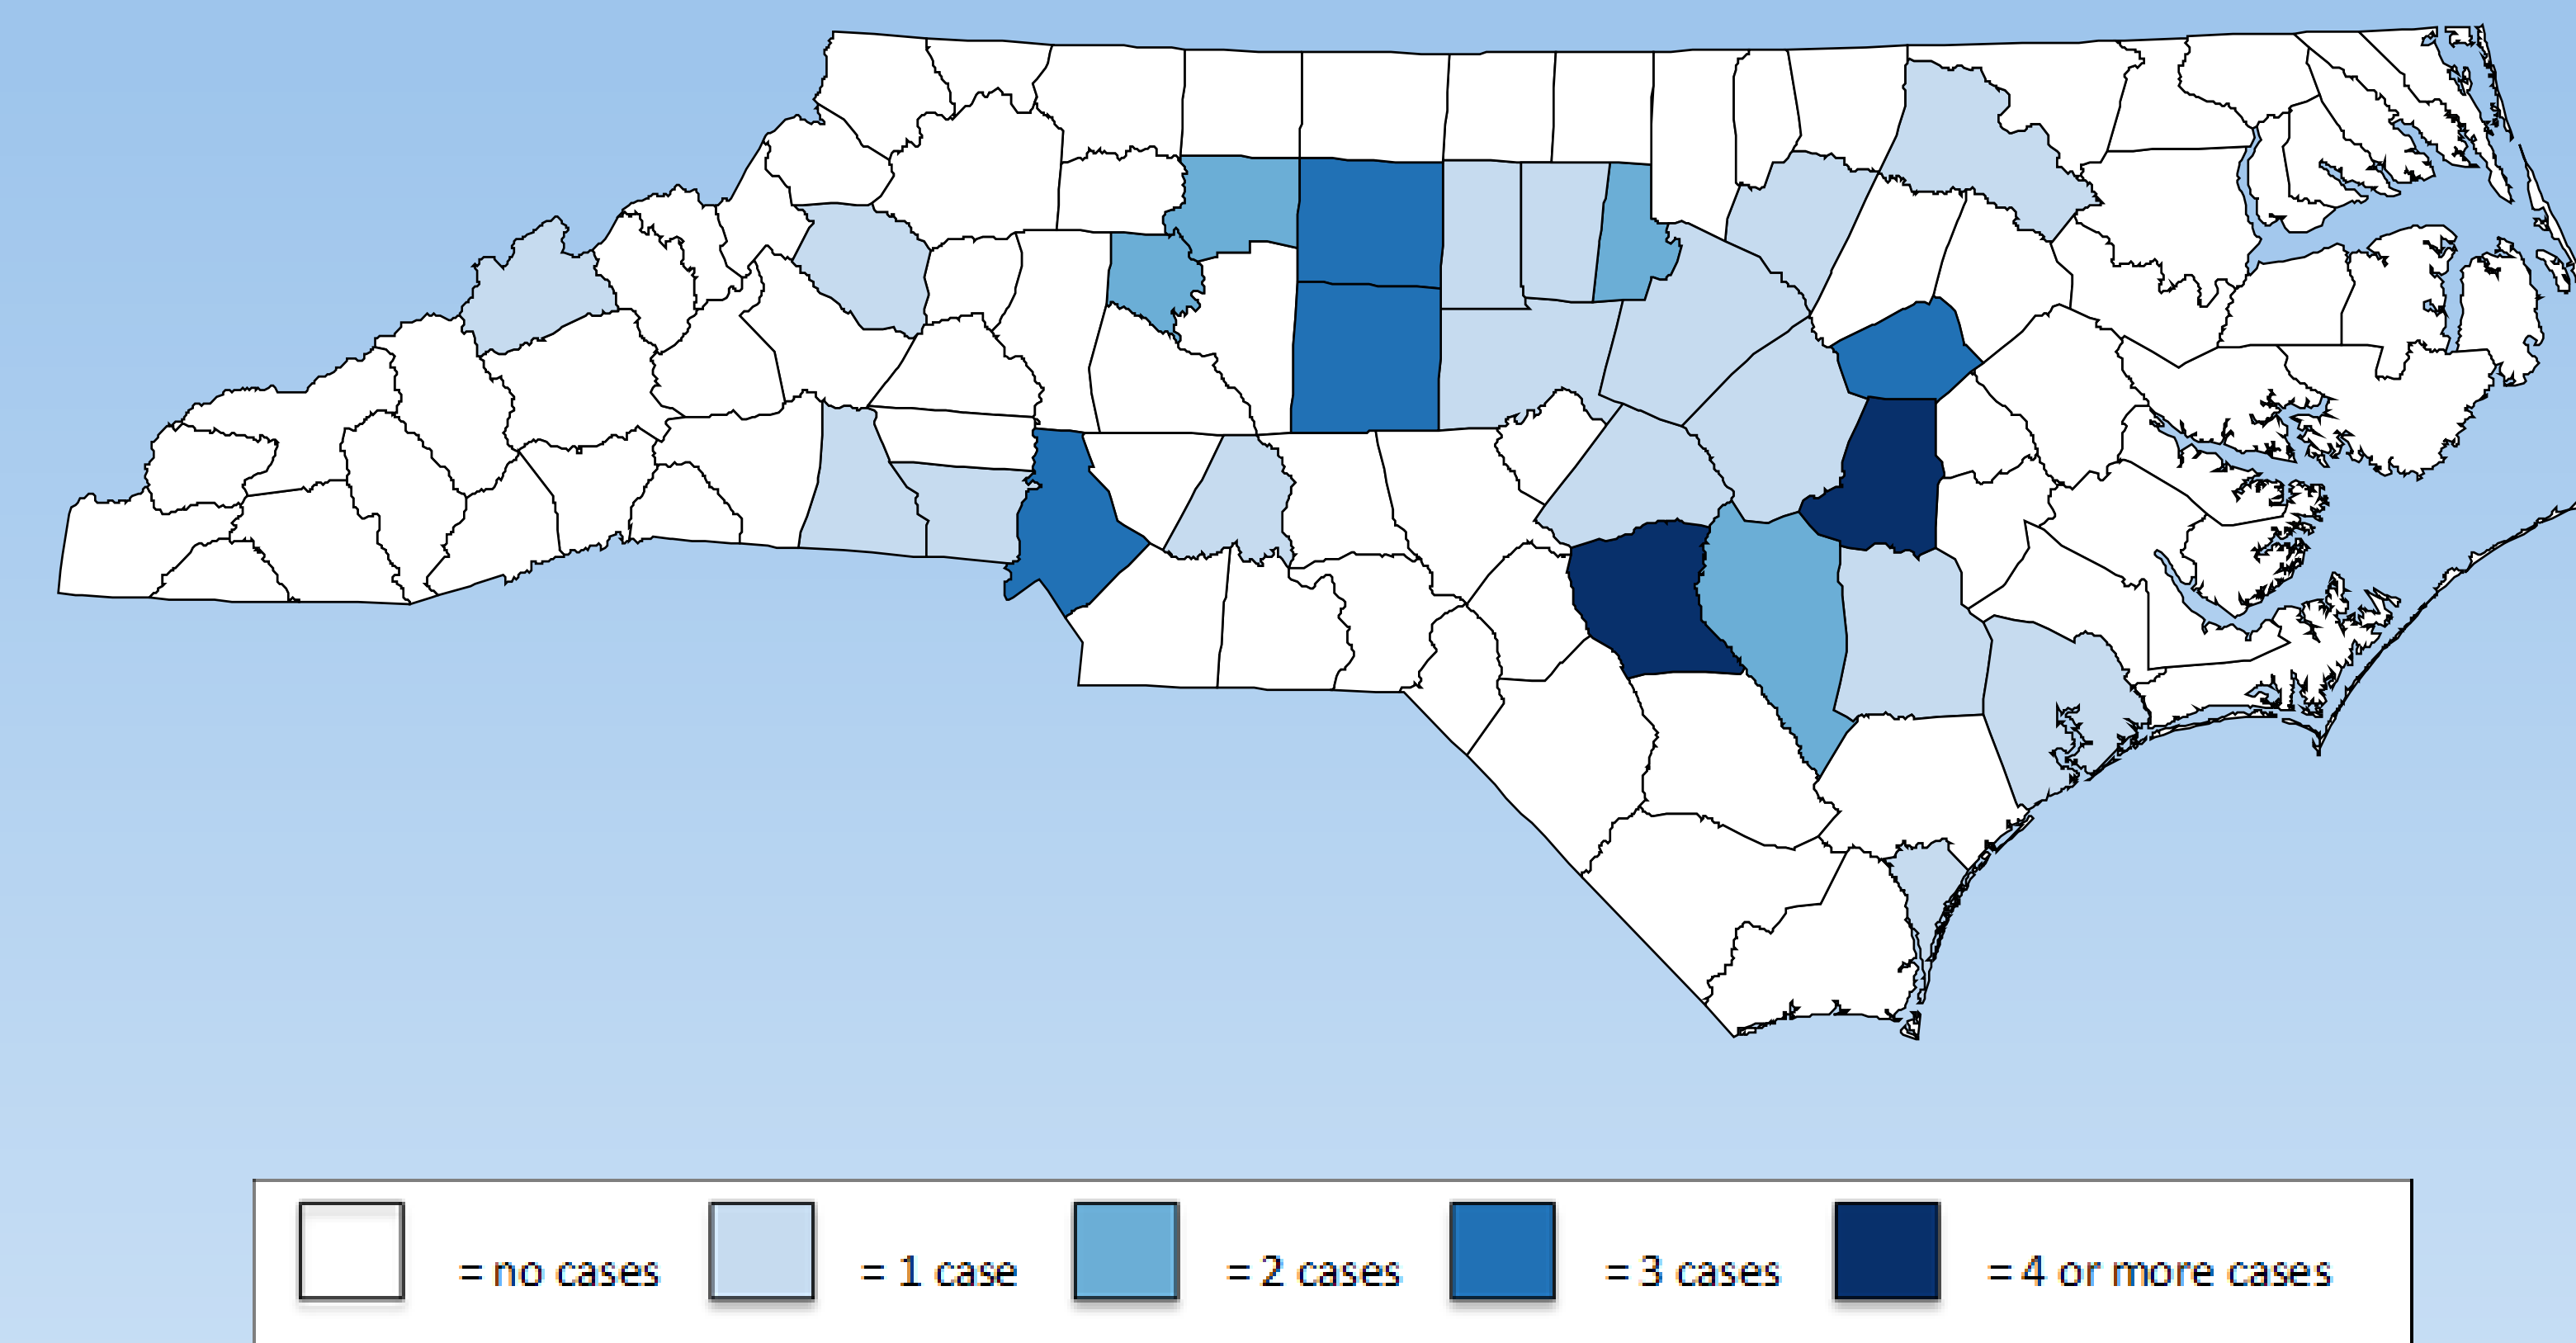 = no cases = 1 case = 2 cases = 3 cases = 4 or more cases